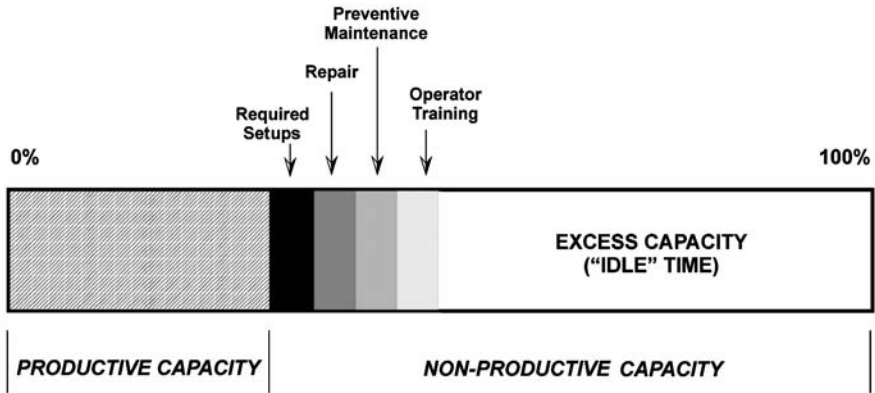 Preventive
Maintenance
Repair
Required
Setups
Operator
Training
0%
100%
EXCESS CAPACITY
(“IDLE” TIME)
PRODUCTIVE CAPACITY
NON-PRODUCTIVE CAPACITY